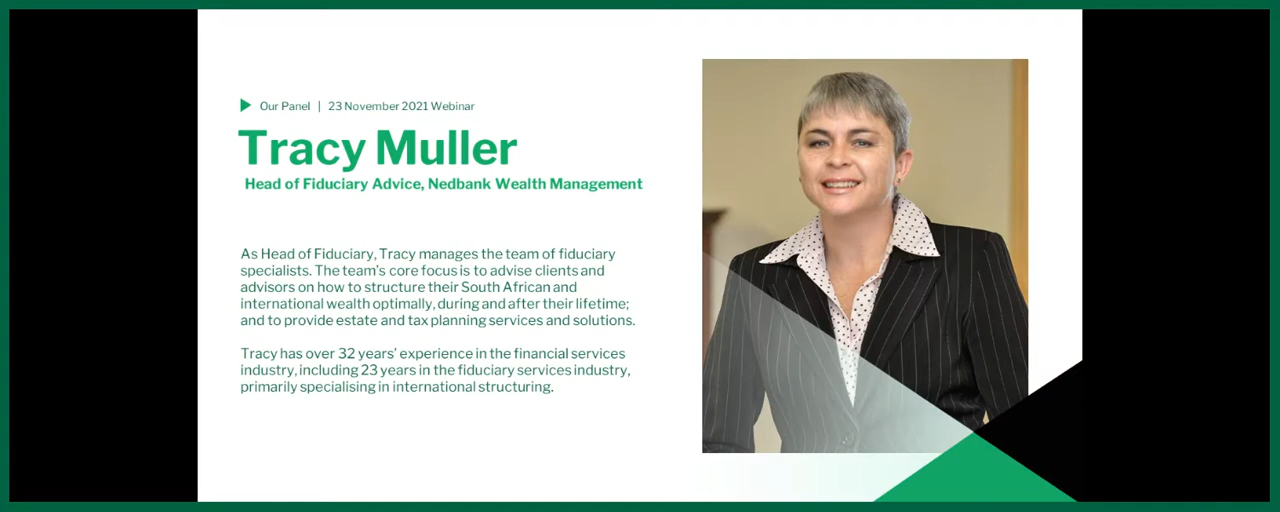 Our Panel | 23 November 2021 Webinar
Tracy Muller
Head of Fiduciary Advice, Nedbank Wealth Management
As Head of Fiduciary, Tracy manages the team of fiduciary
specialists. The team's core focus is to advise clients and
advisors on how to structure their South African and
international wealth optimally, during and after their lifetime;
and to provide estate and tax planning services and solutions.
Tracy has over 32 years' experience in the financial services
industry, including 23 years in the fiduciary services industry,
primarily specialising in international structuring.